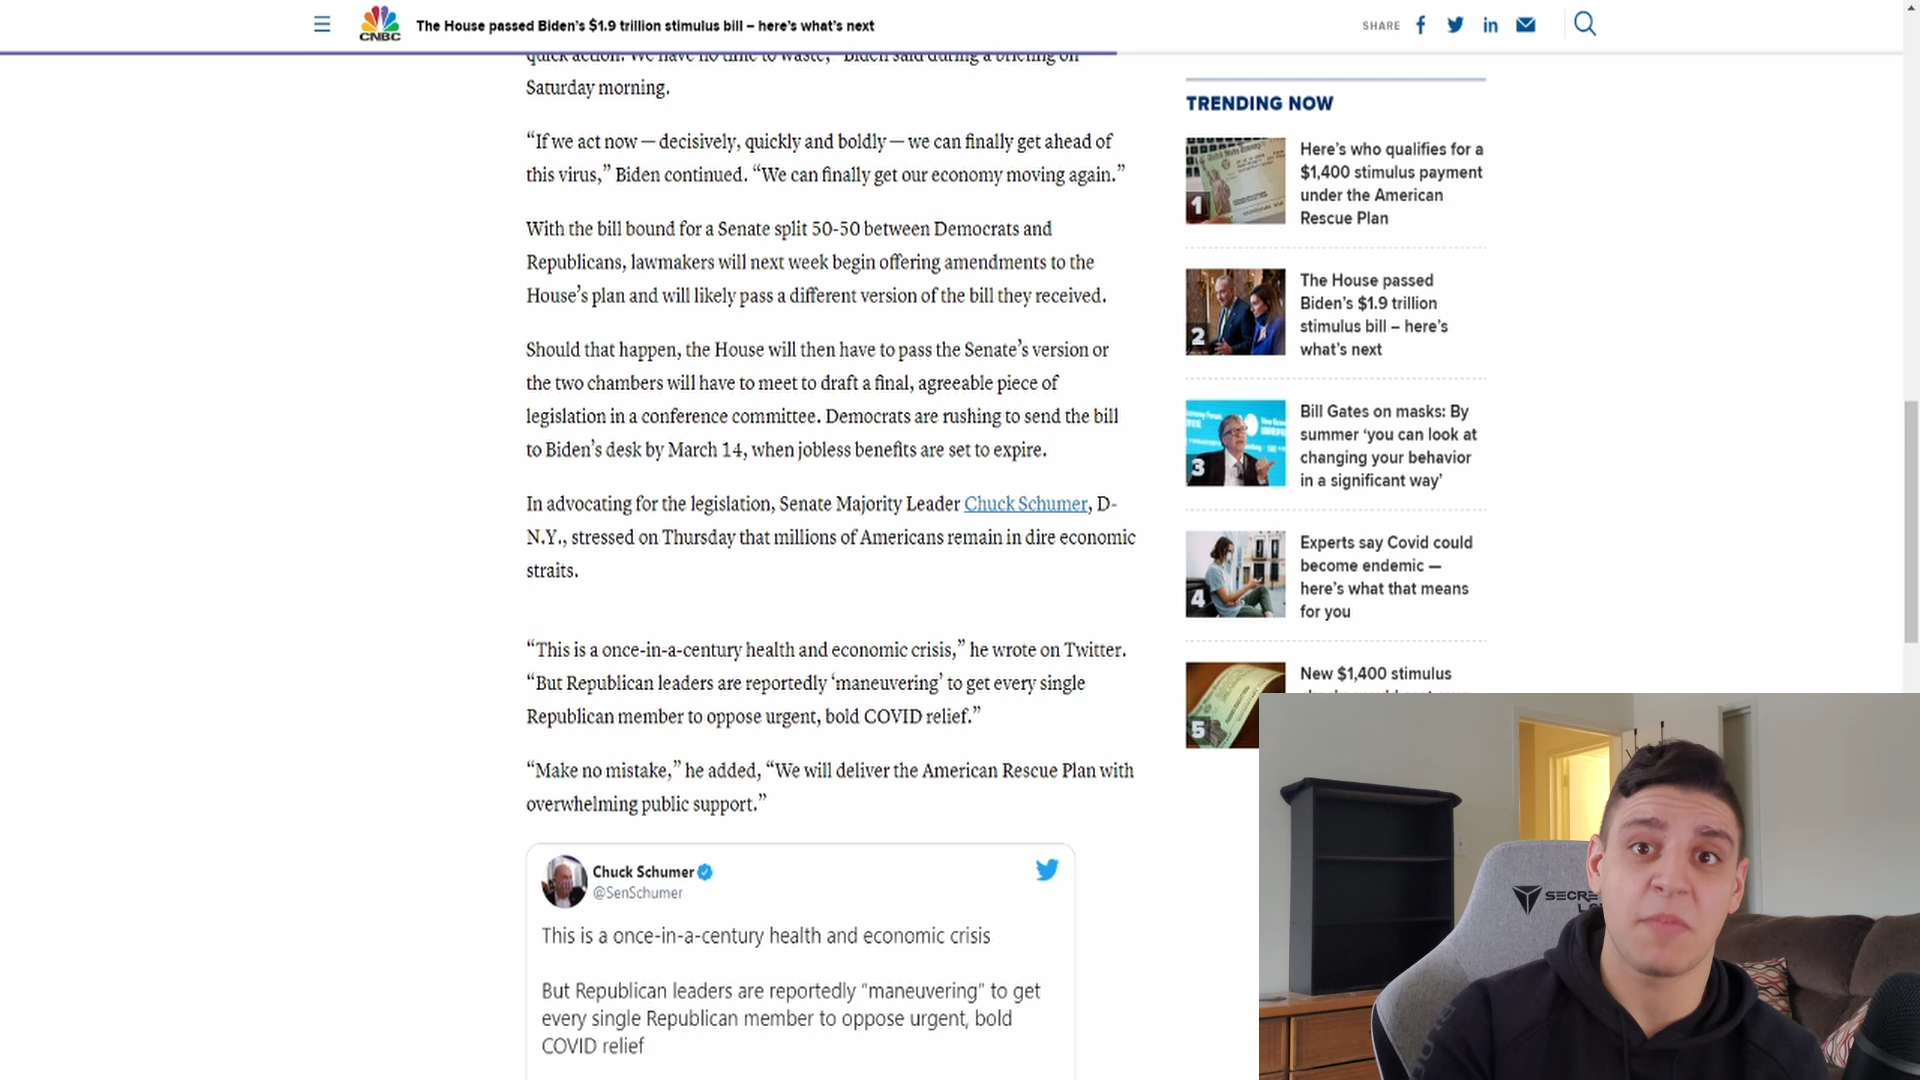 CNBC
The House passed Biden’s $1.9 trillion stimulus bill – here’s what’s next
SHARE
quick action. We have no time to waste,” Biden said during a briefing on
Saturday morning.
“If we act now — decisively, quickly and boldly — we can finally get ahead of
this virus,” Biden continued. “We can finally get our economy moving again.”
With the bill bound for a Senate split 50-50 between Democrats and
Republicans, lawmakers will next week begin offering amendments to the
House’s plan and will likely pass a different version of the bill they received.
Should that happen, the House will then have to pass the Senate’s version or
the two chambers will have to meet to draft a final, agreeable piece of
legislation in a conference committee. Democrats are rushing to send the bill
to Biden’s desk by March 14, when jobless benefits are set to expire.
In advocating for the legislation, Senate Majority Leader Chuck Schumer, D-
N.Y., stressed on Thursday that millions of Americans remain in dire economic
straits.
“This is a once-in-a-century health and economic crisis,” he wrote on Twitter.
“But Republican leaders are reportedly ‘maneuvering’ to get every single
Republican member to oppose urgent, bold COVID relief.”
“Make no mistake,” he added, “We will deliver the American Rescue Plan with
overwhelming public support.”
Chuck Schumer
@SenSchumer
This is a once-in-a-century health and economic crisis
But Republican leaders are reportedly "maneuvering" to get
every single Republican member to oppose urgent, bold
COVID relief
TRENDING NOW
1
Here’s who qualifies for a
$1,400 stimulus payment
under the American
Rescue Plan
2
The House passed
Biden’s $1.9 trillion
stimulus bill – here’s
what’s next
3
Bill Gates on masks: By
summer ‘you can look at
changing your behavior
in a significant way’
4
Experts say Covid could
become endemic —
here’s what that means
for you
5
New $1,400 stimulus